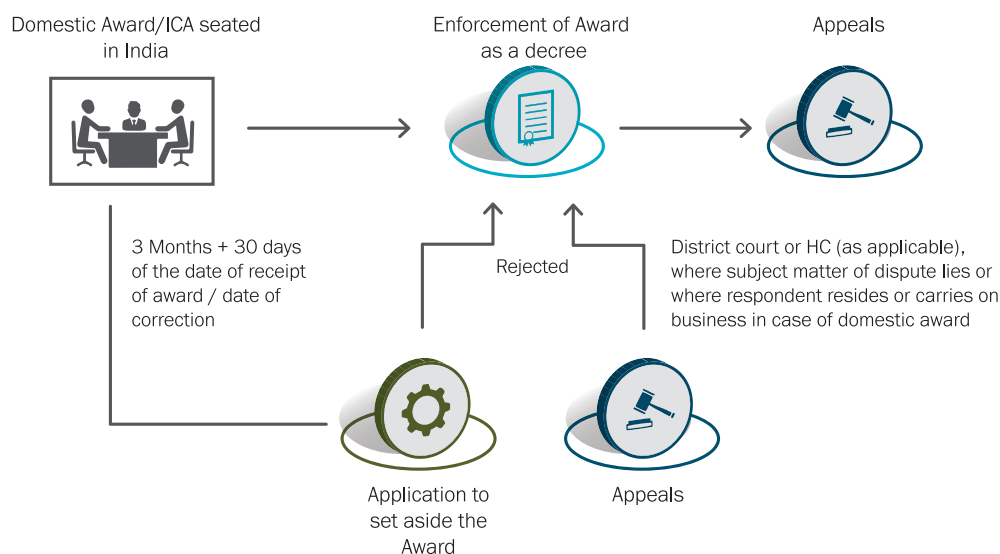 Domestic Award/ICA seated
in India
Enforcement of Award
as a decree
Appeals
3 Months + 30 days
of the date of receipt
of award / date of
correction
Rejected
District court or HC (as applicable),
where subject matter of dispute lies or
where respondent resides or carries on
business in case of domestic award
Application to
set aside the
Award
Appeals